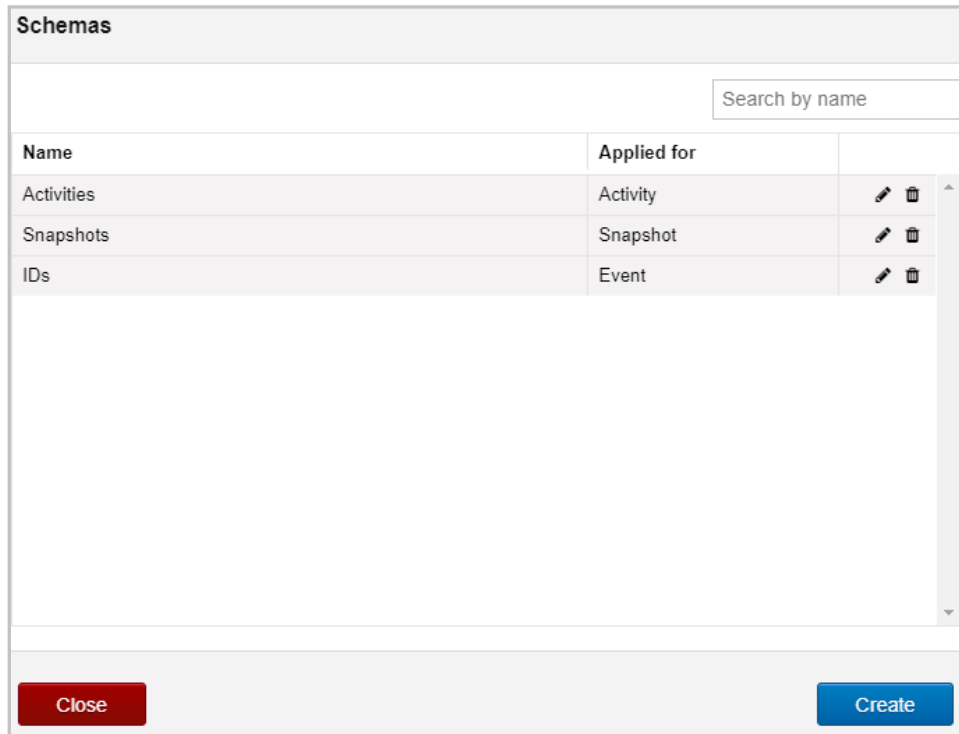 Schemas
Search by name
Name Applied for
Activities Activity
Snapshots Snapshot
IDs Event
Close Create